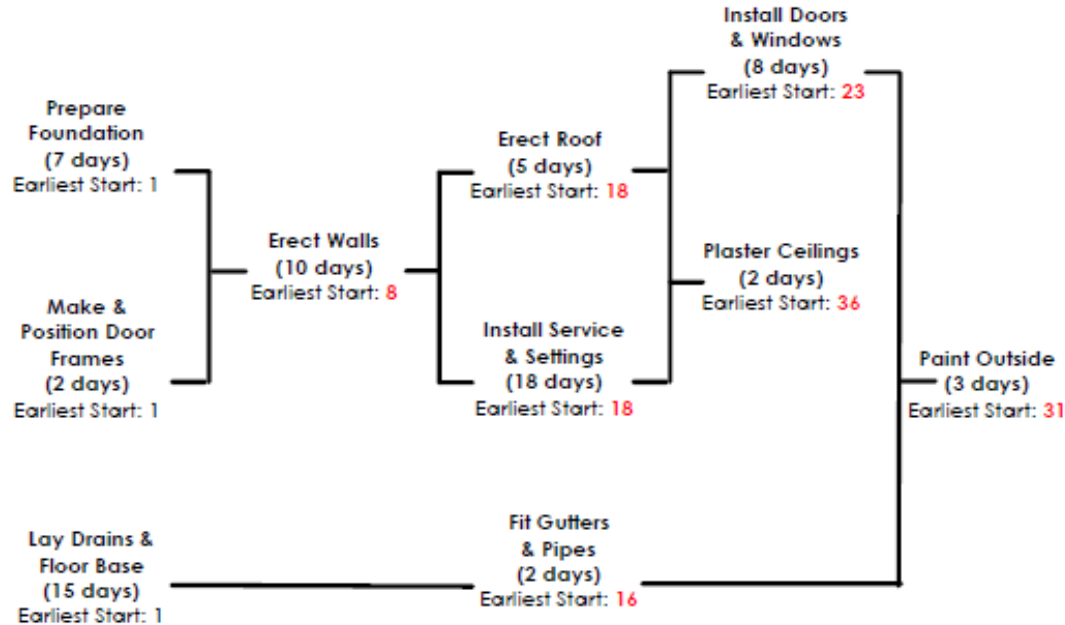 Install Doors
& Windows
(8 days)
Earliest Start: 23
Prepare
Foundation
(7 days)
Earliest Start: 1
Erect Roof
(5 days)
Earliest Start: 18
Erect Walls
(10 days)
Earliest Start: 8
Plaster Ceilings
(2 days)
Earliest Start: 36
Make &
Position Door
Frames
(2 days)
Earliest Start: 1
Install Service
& Settings
(18 days)
Earliest Start: 18
Paint Outside
(3 days)
Earliest Start: 31
Lay Drains &
Floor Base
(15 days)
Earliest Start: 1
Fit Gutters
& Pipes
(2 days)
Earliest Start: 16